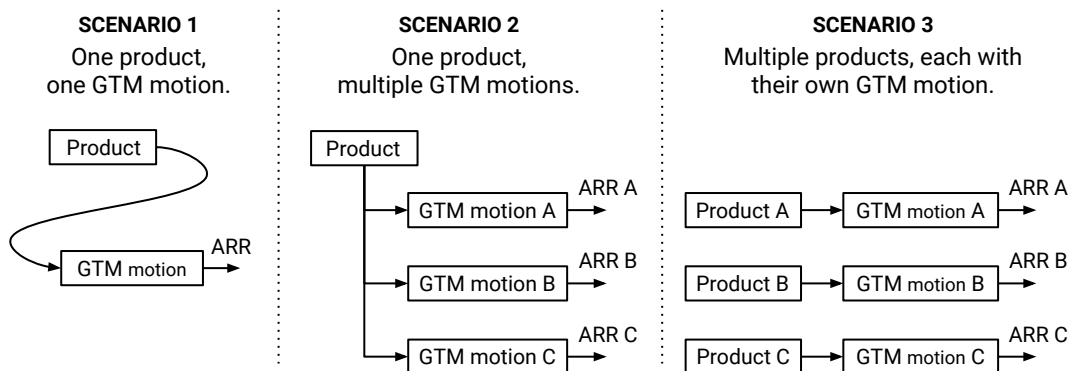 SCENARIO 1
One product,
one GTM motion.
Product
ARR
GTM motion
SCENARIO 2
One product,
multiple GTM motions.
Product
ARR A
GTM motion A
ARR B
GTM motion B
ARR C
GTM motion C
SCENARIO 3
Multiple products, each with
their own GTM motion.
ARR A
Product A
GTM motion A
ARR B
Product B
GTM motion B
ARR C
Product C
GTM motion C